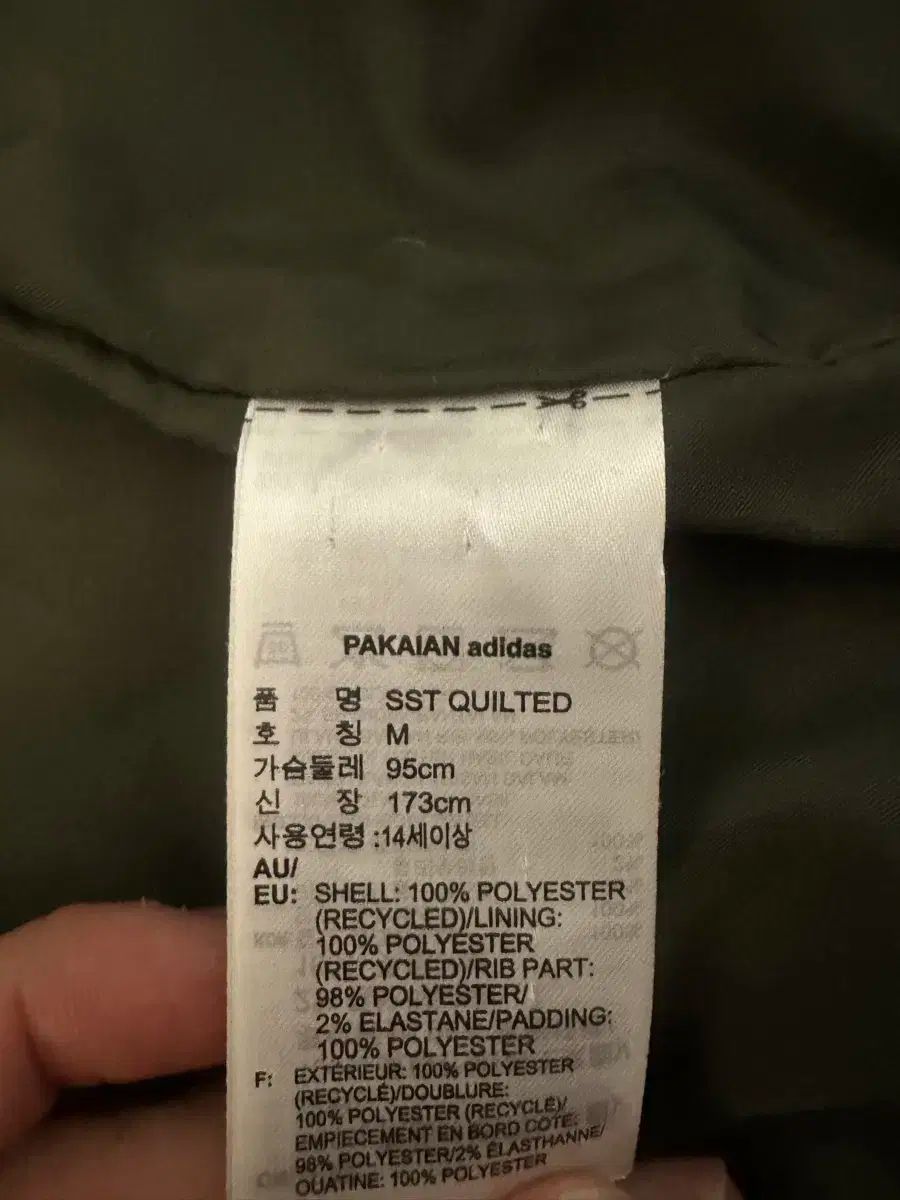 PAKAIAN adidas
품 명 SST QUILTED
호 칭 M
가슴둘레 95cm
신 장 173cm
사용연령 :14세이상
AU/
EU: SHELL: 100% POLYESTER
(RECYCLED)/LINING:
100% POLYESTER
(RECYCLED)/RIB PART:
98% POLYESTER/
2% ELASTANE/PADDING:
100% POLYESTER
F: EXTÉRIEUR: 100% POLYESTER
(RECYCLÉ)/DOUBLURE:
100% POLYESTER (RECYCLÉ)/
EMPIECEMENT EN BORD COTE:
98% POLYESTER/2% ÉLASTHANNE/
OUATINE: 100% POLYESTER